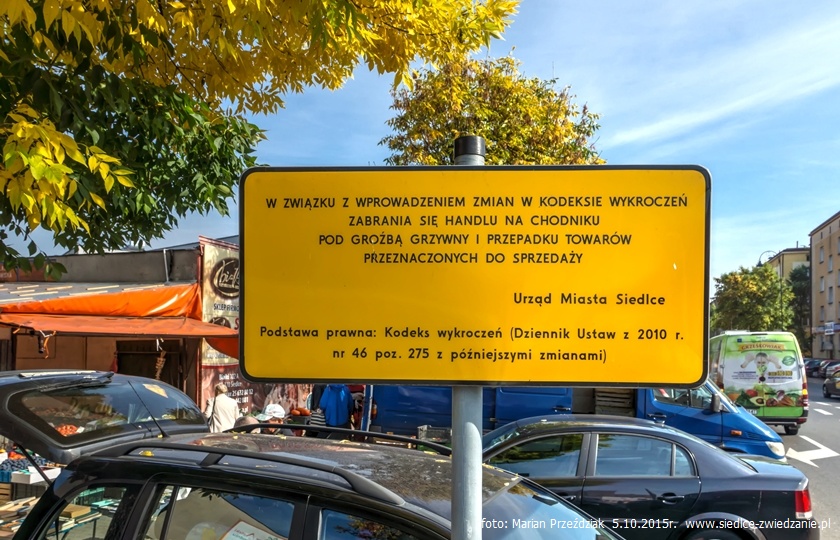 W ZWIĄZKU Z WPROWADZENIEM ZMIAN W KODEKSIE WYKROCZEŃ
ZABRANIA SIĘ HANDLU NA CHODNIKU
POD GROŹBĄ GRZYWNY I PRZEPADKU TOWARÓW
PRZEZNACZONYCH DO SPRZEDAŻY
Urząd Miasta Siedlce
Podstawa prawna: Kodeks wykroczeń (Dziennik Ustaw z 2010 r.
nr 46 poz. 275 z późniejszymi zmianami)
foto: Marian Przeździak 5.10.2015r. www.siedlce-zwiedzanie.pl